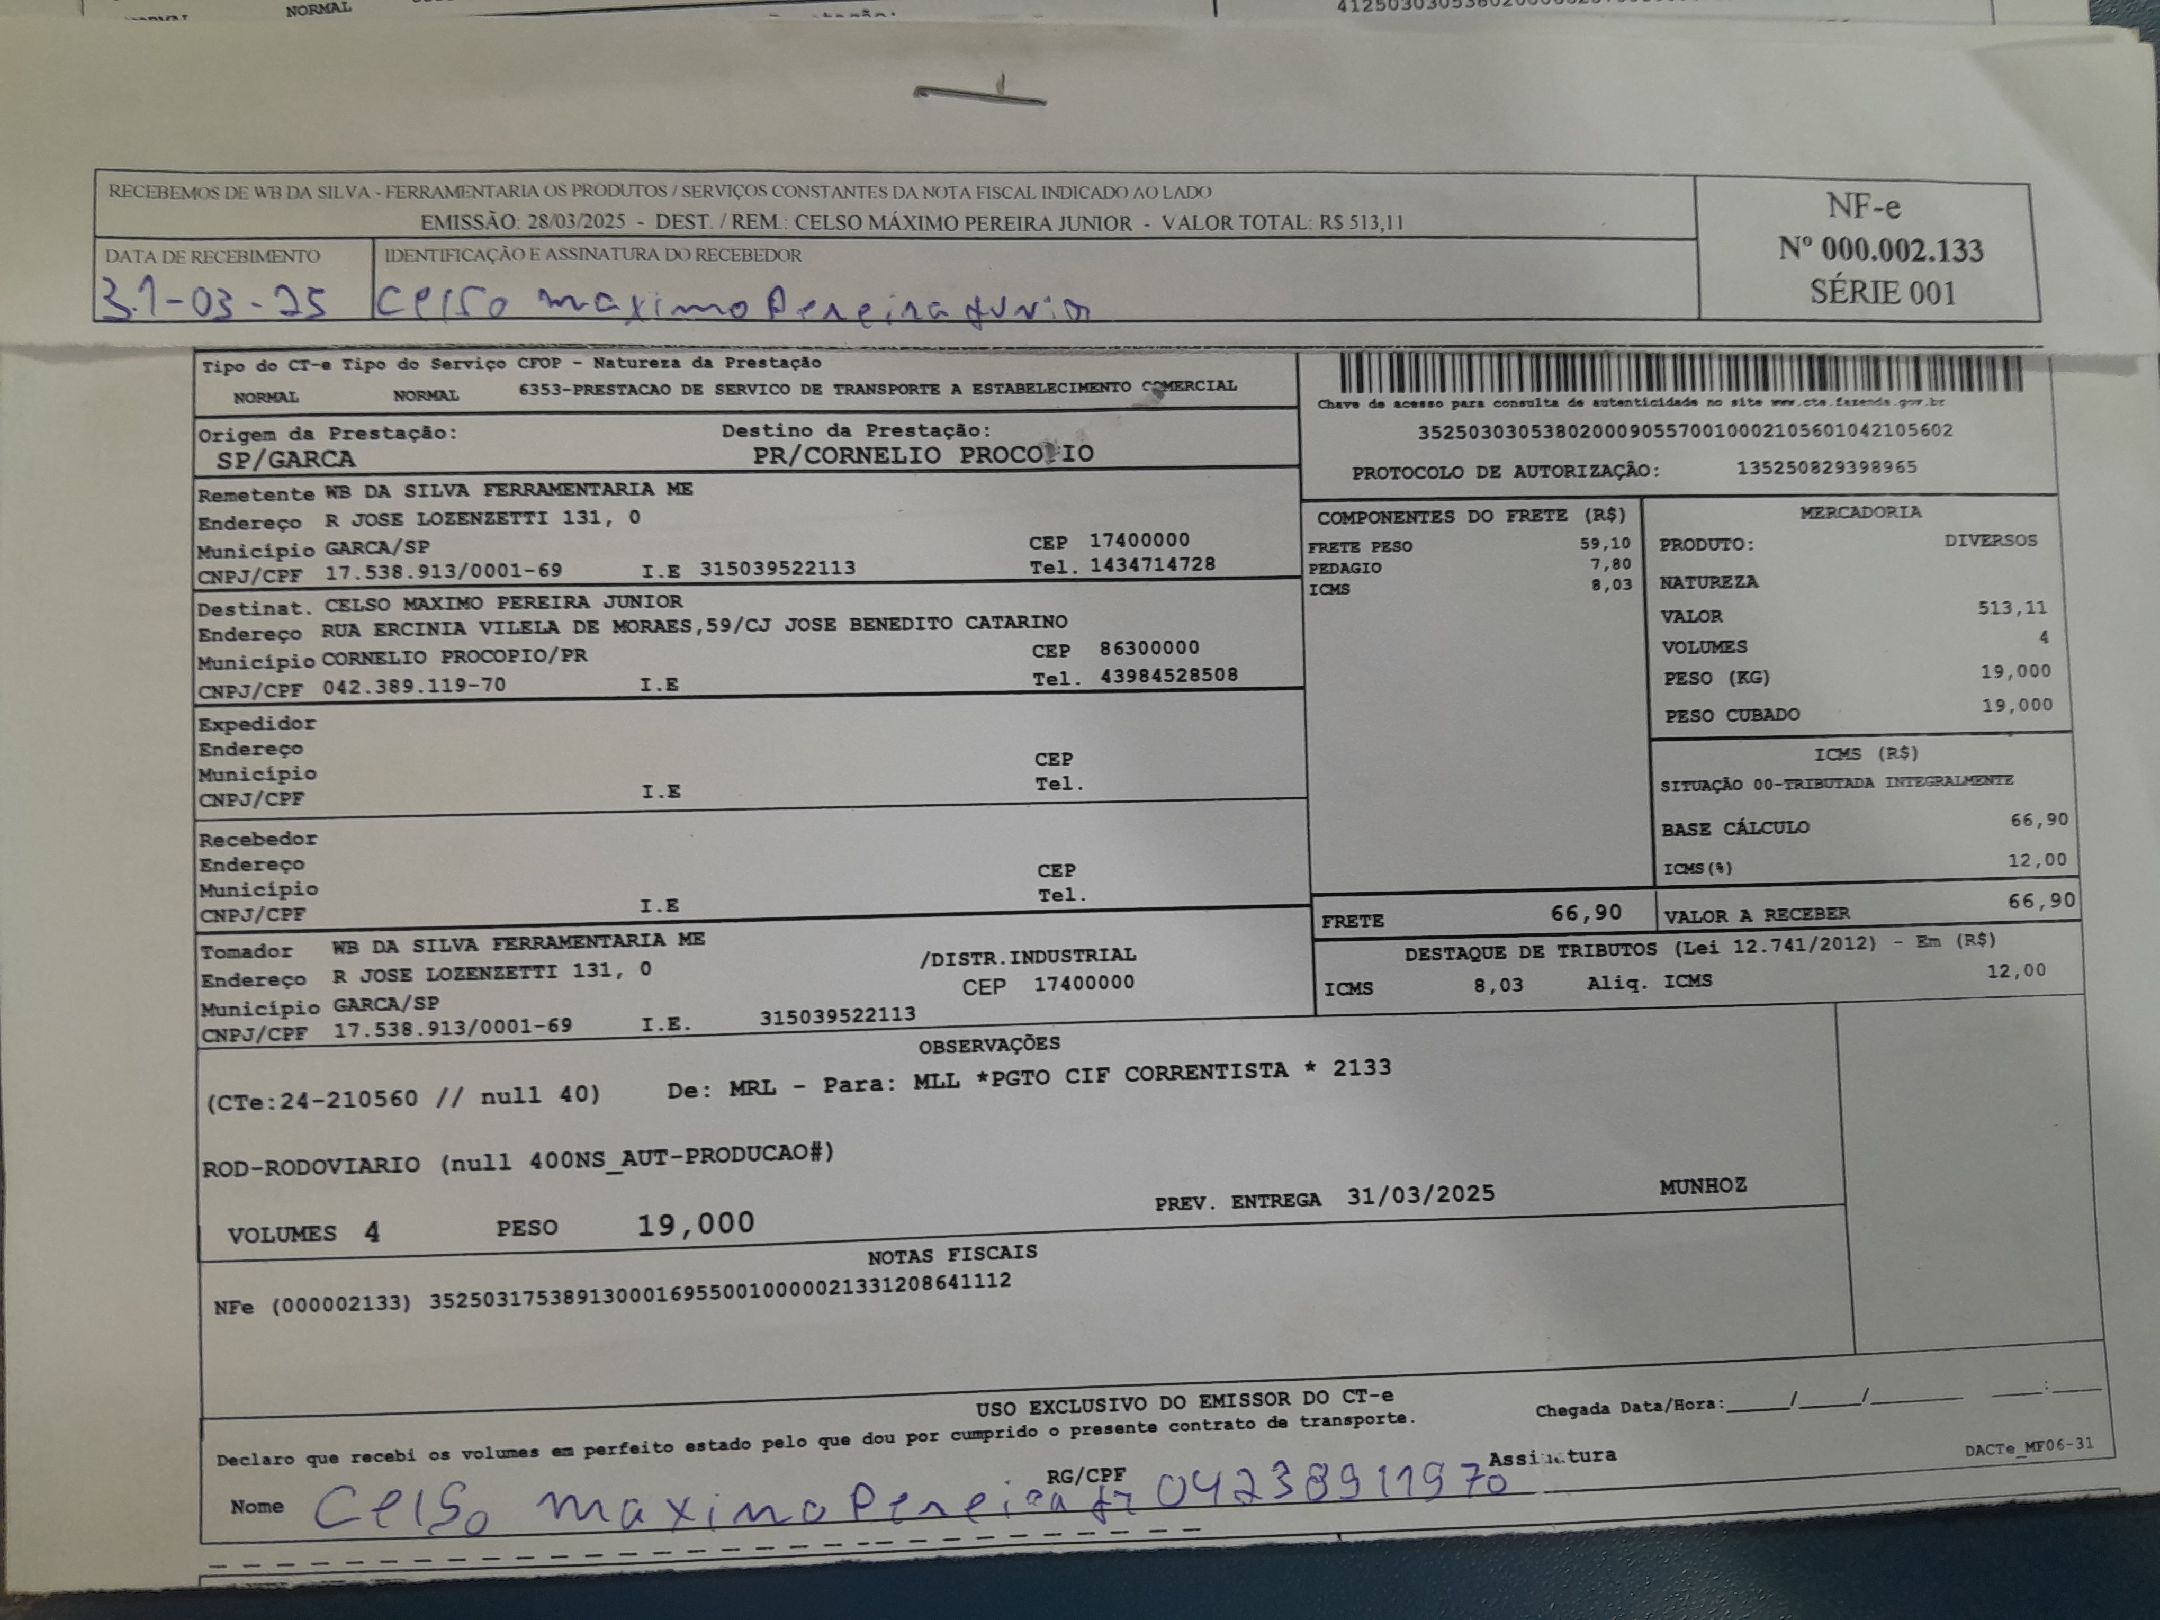 NORMAL
RECEBEMOS DE WB DA SILVA - FERRAMENTARIA OS PRODUTOS / SERVIÇOS CONSTANTES DA NOTA FISCAL INDICADO AO LADO
EMISSÃO: 28/03/2025 - DEST. / REM.: CELSO MÁXIMO PEREIRA JUNIOR - VALOR TOTAL: R$ 513,11
NF-e
Nº 000.002.133
SÉRIE 001
DATA DE RECEBIMENTO
31-03-25
IDENTIFICAÇÃO E ASSINATURA DO RECEBEDOR
Celso maximo Pereira Junior
Tipo do CT-e Tipo do Serviço CFOP - Natureza da Prestação
NORMAL NORMAL 6353-PRESTACAO DE SERVICO DE TRANSPORTE A ESTABELECIMENTO COMERCIAL
Chave de acesso para consulta de autenticidade no site www.cte.fazenda.gov.br
35250303053802000905570010002105601042105602
PROTOCOLO DE AUTORIZAÇÃO: 135250829398965
Origem da Prestação: Destino da Prestação:
SP/GARCA PR/CORNELIO PROCOPIO
Remetente WB DA SILVA FERRAMENTARIA ME
Endereço R JOSE LOZENZETTI 131, 0
Município GARCA/SP CEP 17400000
CNPJ/CPF 17.538.913/0001-69 I.E 315039522113 Tel. 1434714728
Destinat. CELSO MAXIMO PEREIRA JUNIOR
Endereço RUA ERCINIA VILELA DE MORAES,59/CJ JOSE BENEDITO CATARINO
Município CORNELIO PROCOPIO/PR CEP 86300000
CNPJ/CPF 042.389.119-70 I.E Tel. 43984528508
Expedidor
Endereço
Município CEP
CNPJ/CPF I.E Tel.
Recebedor
Endereço
Município CEP
CNPJ/CPF I.E Tel.
Tomador WB DA SILVA FERRAMENTARIA ME
Endereço R JOSE LOZENZETTI 131, 0 /DISTR.INDUSTRIAL
Município GARCA/SP CEP 17400000
CNPJ/CPF 17.538.913/0001-69 I.E. 315039522113
COMPONENTES DO FRETE (R$)
FRETE PESO 59,10
PEDAGIO 7,80
ICMS 8,03
MERCADORIA
PRODUTO: DIVERSOS
NATUREZA
VALOR 513,11
VOLUMES 4
PESO (KG) 19,000
PESO CUBADO 19,000
ICMS (R$)
SITUAÇÃO 00-TRIBUTADA INTEGRALMENTE
BASE CÁLCULO 66,90
ICMS(%) 12,00
FRETE 66,90 VALOR A RECEBER 66,90
DESTAQUE DE TRIBUTOS (Lei 12.741/2012) - Em (R$)
ICMS 8,03 Aliq. ICMS 12,00
OBSERVAÇÕES
(CTe:24-210560 // null 40) De: MRL - Para: MLL *PGTO CIF CORRENTISTA * 2133
ROD-RODOVIARIO (null 400NS_AUT-PRODUCAO#)
VOLUMES 4 PESO 19,000 PREV. ENTREGA 31/03/2025 MUNHOZ
NOTAS FISCAIS
NFe (000002133) 35250317538913000169550010000021331208641112
USO EXCLUSIVO DO EMISSOR DO CT-e
Declaro que recebi os volumes em perfeito estado pelo que dou por cumprido o presente contrato de transporte.
Chegada Data/Hora:____/____/______ ___:___
Nome Celso maximo Pereira Jr RG/CPF 04238911970 Assinatura
DACTe_MF06-31